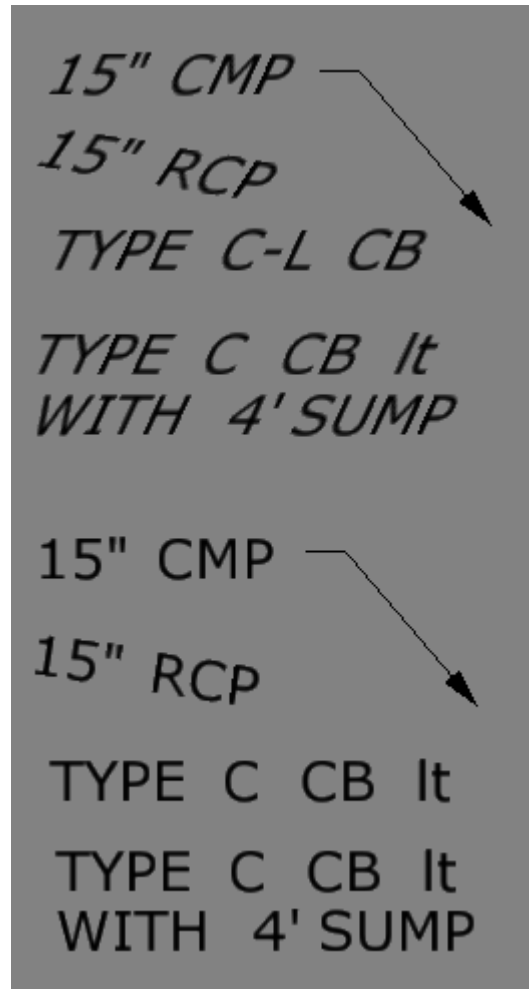 15" CMP
15" RCP
TYPE C-L CB
TYPE C CB lt
WITH 4' SUMP
15" CMP
15" RCP
TYPE C CB lt
TYPE C CB lt
WITH 4' SUMP